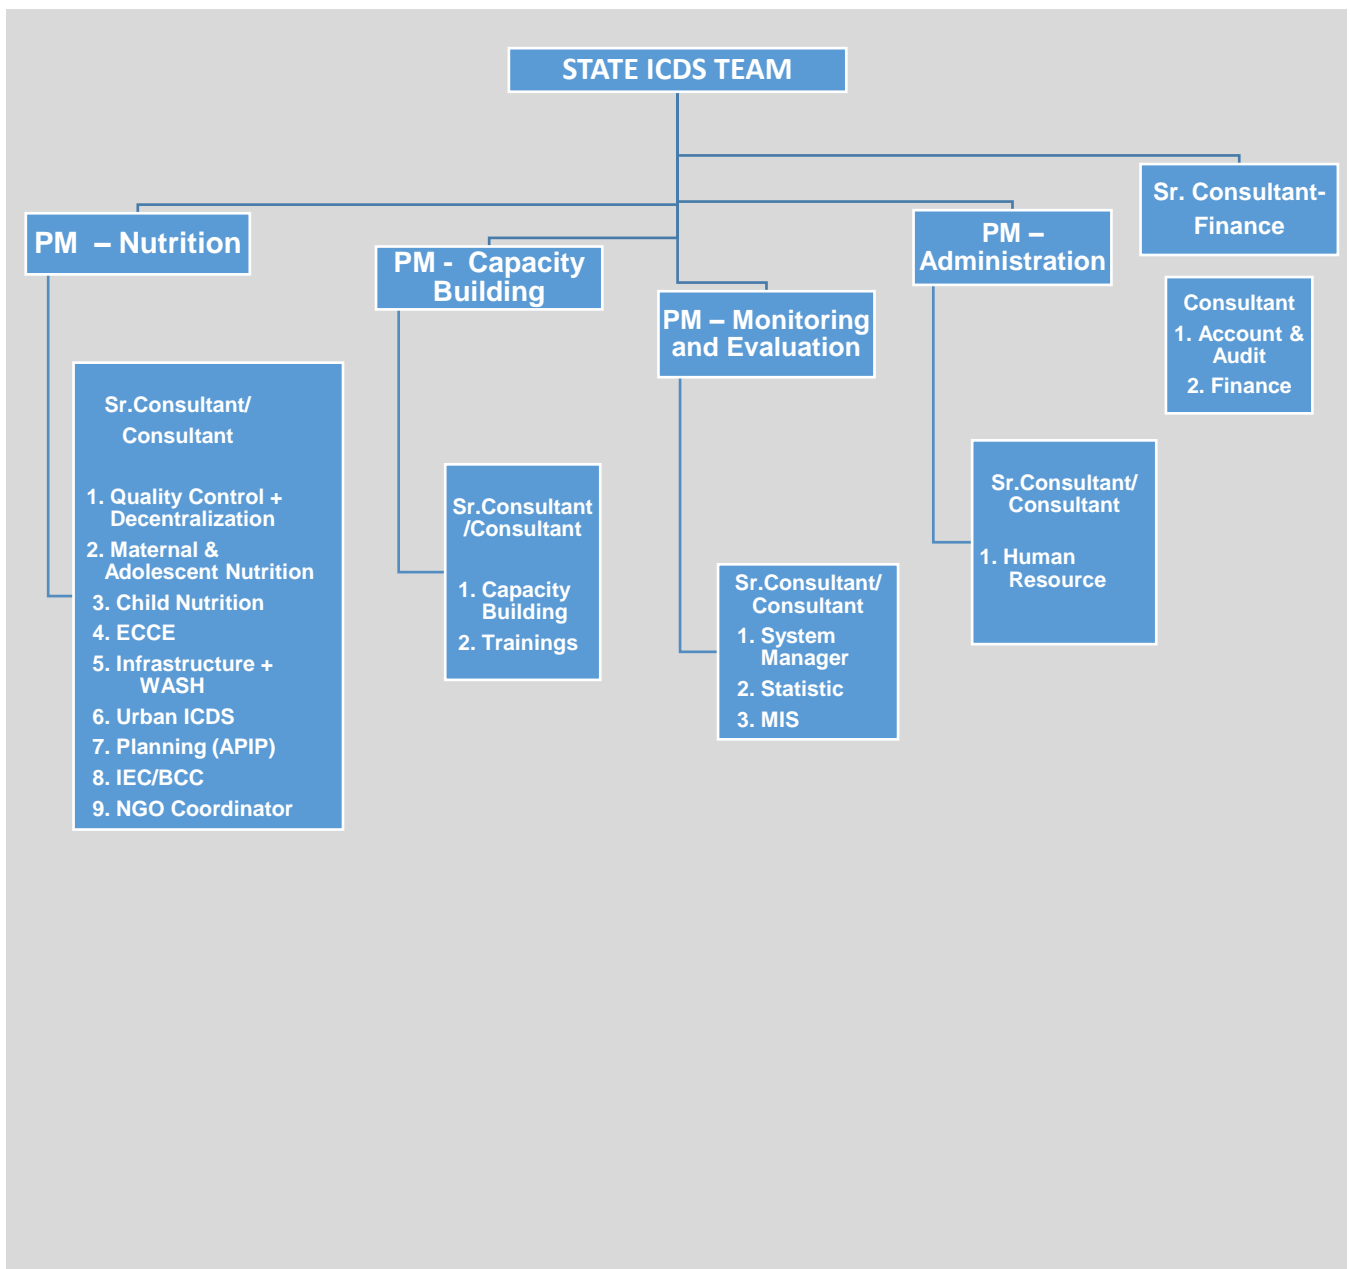 STATE ICDS TEAM
Sr. Consultant-
Finance
PM – Nutrition
PM - Capacity
Building
PM –
Administration
PM – Monitoring
and Evaluation
Consultant
1. Account &
Audit
2. Finance
Sr.Consultant/
Consultant
1. Quality Control +
Decentralization
2. Maternal &
Adolescent Nutrition
3. Child Nutrition
4. ECCE
5. Infrastructure +
WASH
6. Urban ICDS
7. Planning (APIP)
8. IEC/BCC
9. NGO Coordinator
Sr.Consultant
/Consultant
1. Capacity
Building
2. Trainings
Sr.Consultant/
Consultant
1. System
Manager
2. Statistic
3. MIS
Sr.Consultant/
Consultant
1. Human
Resource